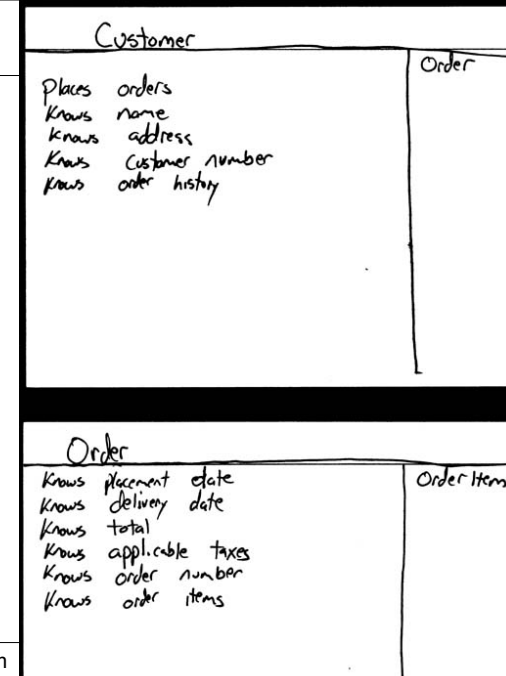 Customer
Order
Places orders
Knows name
Knows address
Knows customer number
Knows order history
Order
Order Item
Knows placement date
Knows delivery date
Knows total
Knows applicable taxes
Knows order number
Knows order items